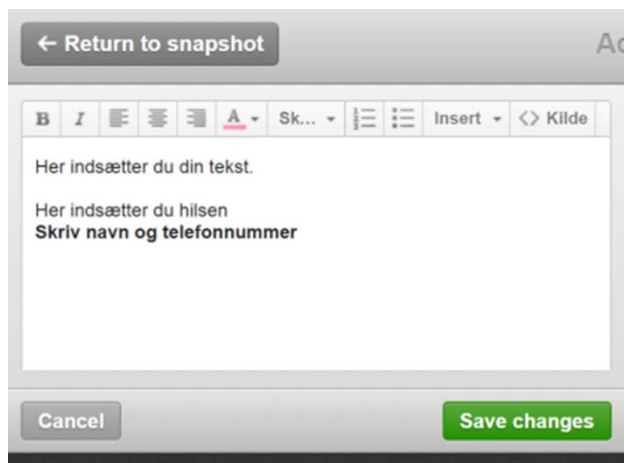 ← Return to snapshot
Ac
B I A Sk... Insert <> Kilde
Her indsætter du din tekst.
Her indsætter du hilsen
Skriv navn og telefonnummer
Cancel
Save changes